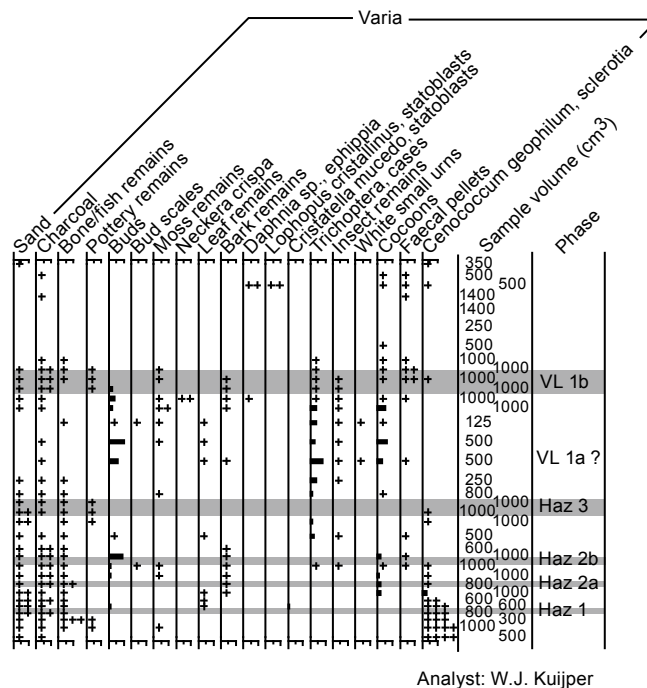 Varia
Sand
Charcoal
Bone/fish remains
Pottery remains
Buds
Bud scales
Moss remains
Neckera crispa
Leaf remains
Bark remains
Daphnia sp., ephippia
Lophopus cristallinus, statoblasts
Cristatella mucedo, statoblasts
Trichoptera, cases
Insect remains
White small urns
Cocoons
Faecal pellets
Cenococcum geophilum, sclerotia
Sample volume (cm³)
Phase
350
500
500
1400
1400
250
500
1000
1000
1000
1000
VL 1b
1000
1000
125
500
500
VL 1a ?
250
800
1000
1000
Haz 3
1000
500
600
1000
Haz 2b
1000
1000
800
Haz 2a
1000
600
600
800
Haz 1
300
1000
500
Analyst: W.J. Kuijper